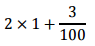 2 × 1 + 3/100